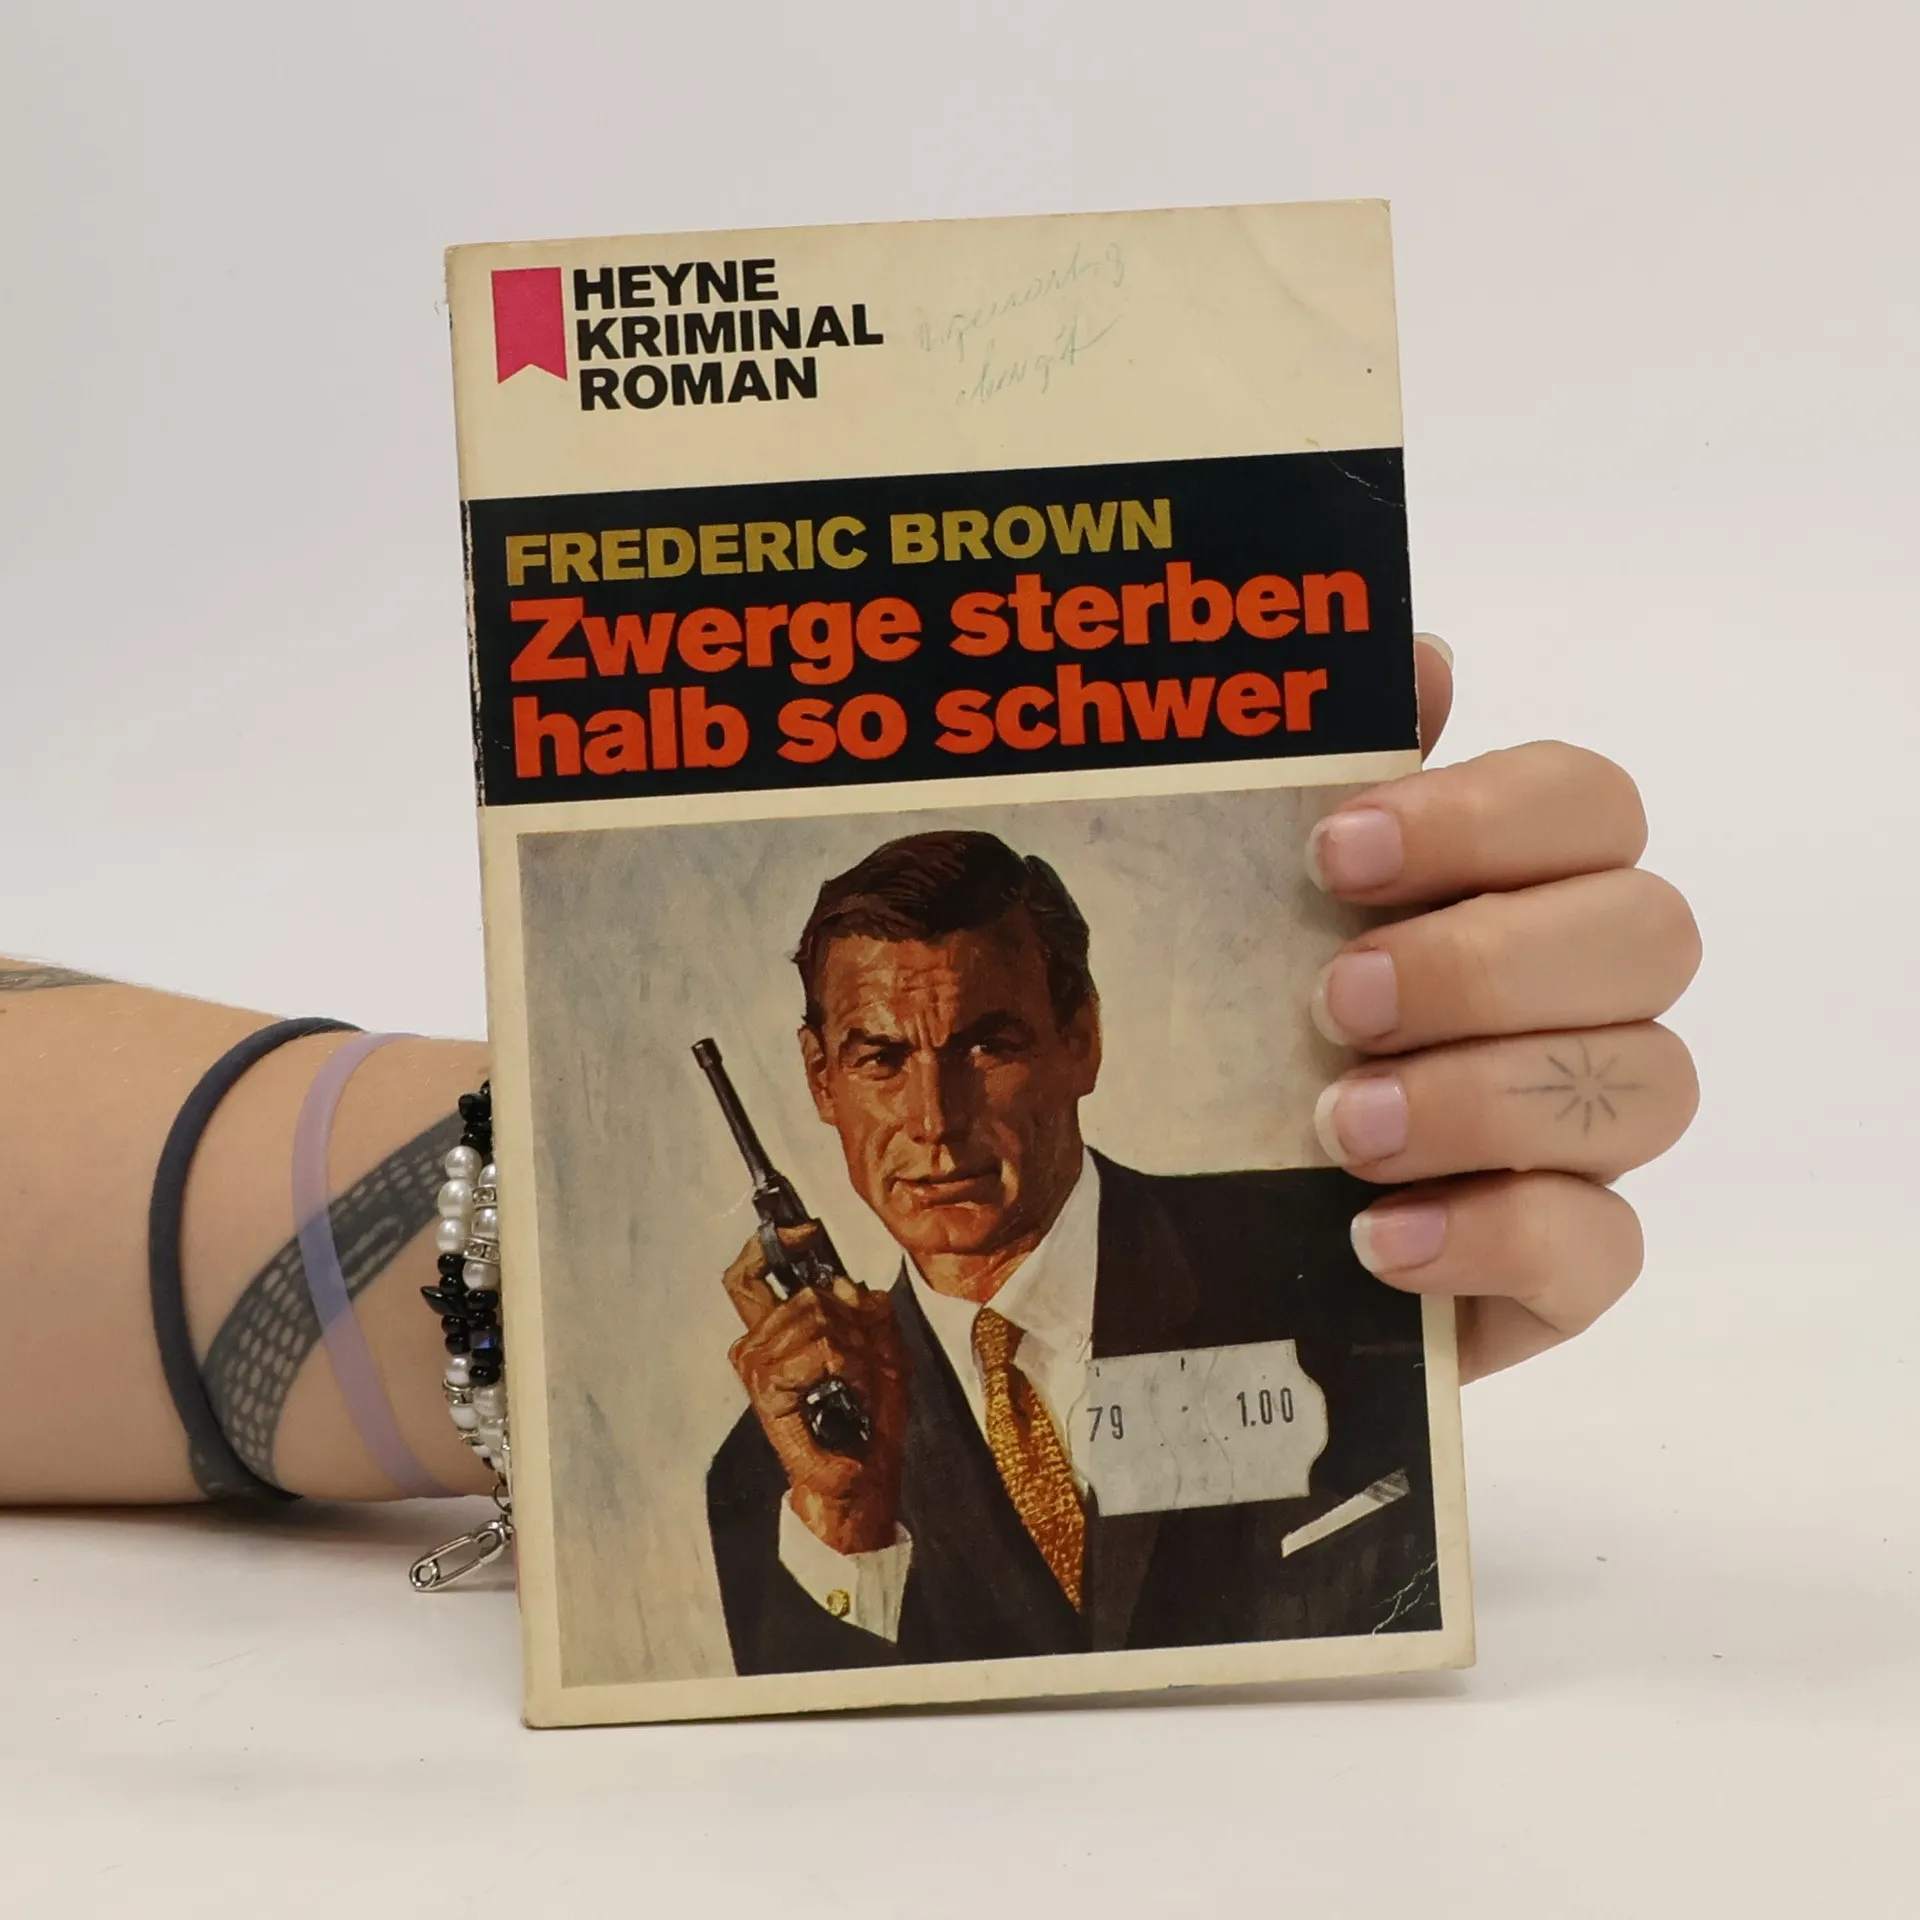 HEYNE
KRIMINAL
ROMAN
FREDERIC BROWN
Zwerge sterben
halb so schwer
79 1.00